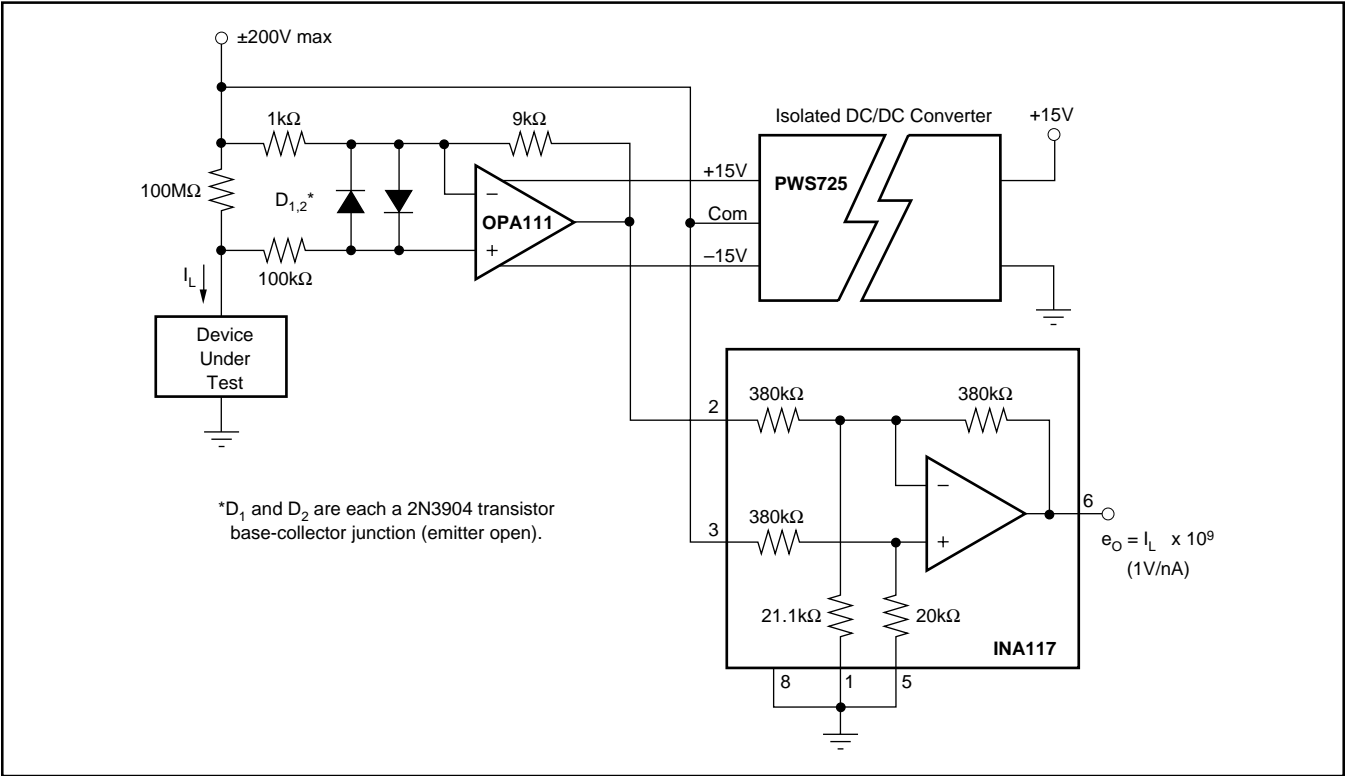 ±200V max
1kΩ
9kΩ
100MΩ
D1,2*
100kΩ
IL
Device
Under
Test
–
+
OPA111
Isolated DC/DC Converter
+15V
+15V
Com
–15V
PWS725
2
380kΩ
380kΩ
3
380kΩ
–
+
6
eO = IL x 10⁹
(1V/nA)
21.1kΩ
20kΩ
INA117
8
1
5
*D1 and D2 are each a 2N3904 transistor
base-collector junction (emitter open).